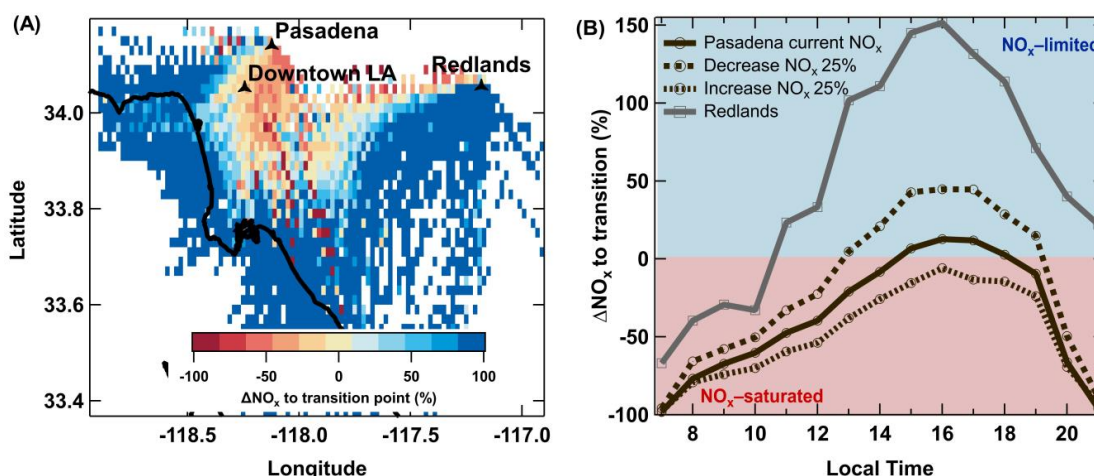 (A)
Pasadena
Downtown LA
Redlands
34.0
33.8
33.6
33.4
Latitude
-100 -50 0 50 100
ΔNOx to transition point (%)
-118.5 -118.0 -117.5 -117.0
Longitude
(B)
150
100
50
0
-50
-100
ΔNOx to transition (%)
NOx–limited
Pasadena current NOx
Decrease NOx 25%
Increase NOx 25%
Redlands
NOx–saturated
8 10 12 14 16 18 20
Local Time